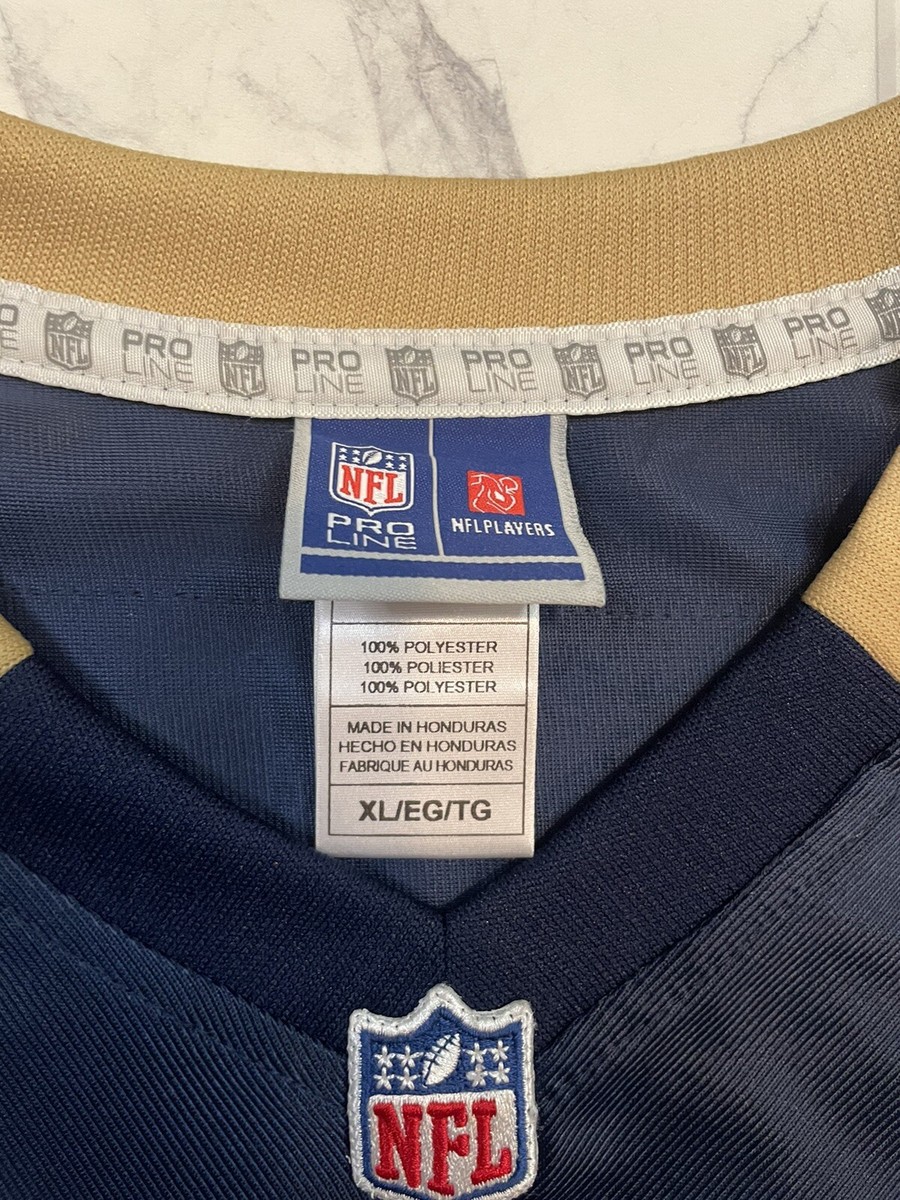 NFL PRO NFL PRO NFL PRO NFL PRO NFL PRO NFL
LINE LINE LINE LINE LINE
NFL
PRO
LINE
NFLPLAYERS
100% POLYESTER
100% POLIESTER
100% POLYESTER
MADE IN HONDURAS
HECHO EN HONDURAS
FABRIQUE AU HONDURAS
XL/EG/TG
NFL